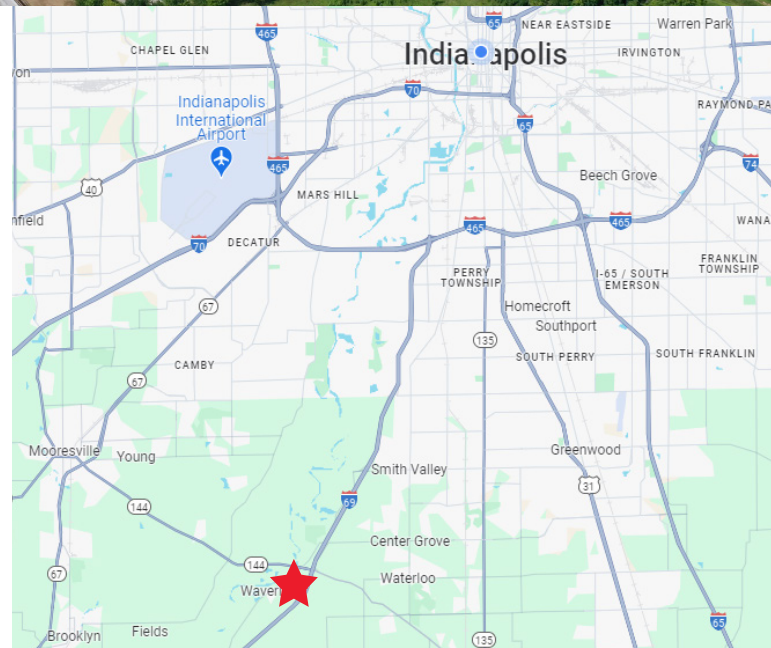 65
465
NEAR EASTSIDE
Warren Park
CHAPEL GLEN
IRVINGTON
70
Indianapolis
International
Airport
65
RAYMOND PA
465
74
40
Beech Grove
MARS HILL
nfield
465
465
WANA
70
DECATUR
PERRY
TOWNSHIP
I-65 / SOUTH
EMERSON
FRANKLIN
TOWNSHIP
67
Homecroft
Southport
135
CAMBY
SOUTH PERRY
SOUTH FRANKLIN
67
Mooresville
Young
Greenwood
Smith Valley
31
69
144
Center Grove
144
67
Waterloo
Waver
Fields
Brooklyn
135
65